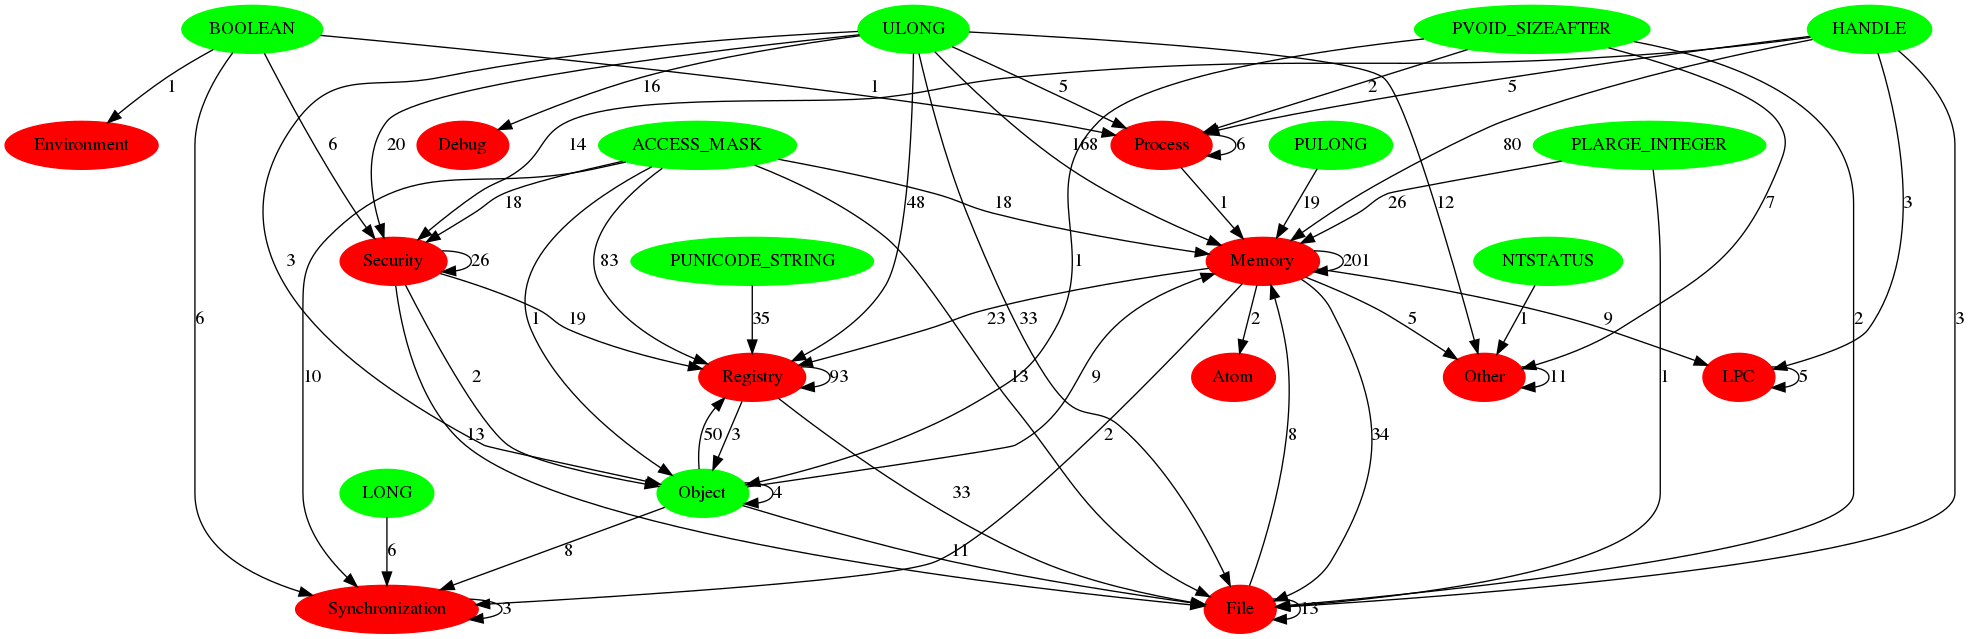 BOOLEAN
ULONG
PVOID_SIZEAFTER
HANDLE
1
16
1
5
2
5
Environment
6
20
Debug
14
ACCESS_MASK
168
Process
6
PULONG
80
PLARGE_INTEGER
18
48
18
1
19
26
12
7
3
3
Security
26
83
PUNICODE_STRING
1
Memory
201
NTSTATUS
6
1
19
35
33
23
2
5
1
9
2
3
10
2
Registry
93
13
9
Atom
Other
11
1
LPC
5
13
50
3
2
8
34
LONG
Object
4
33
6
8
11
Synchronization
3
File
13